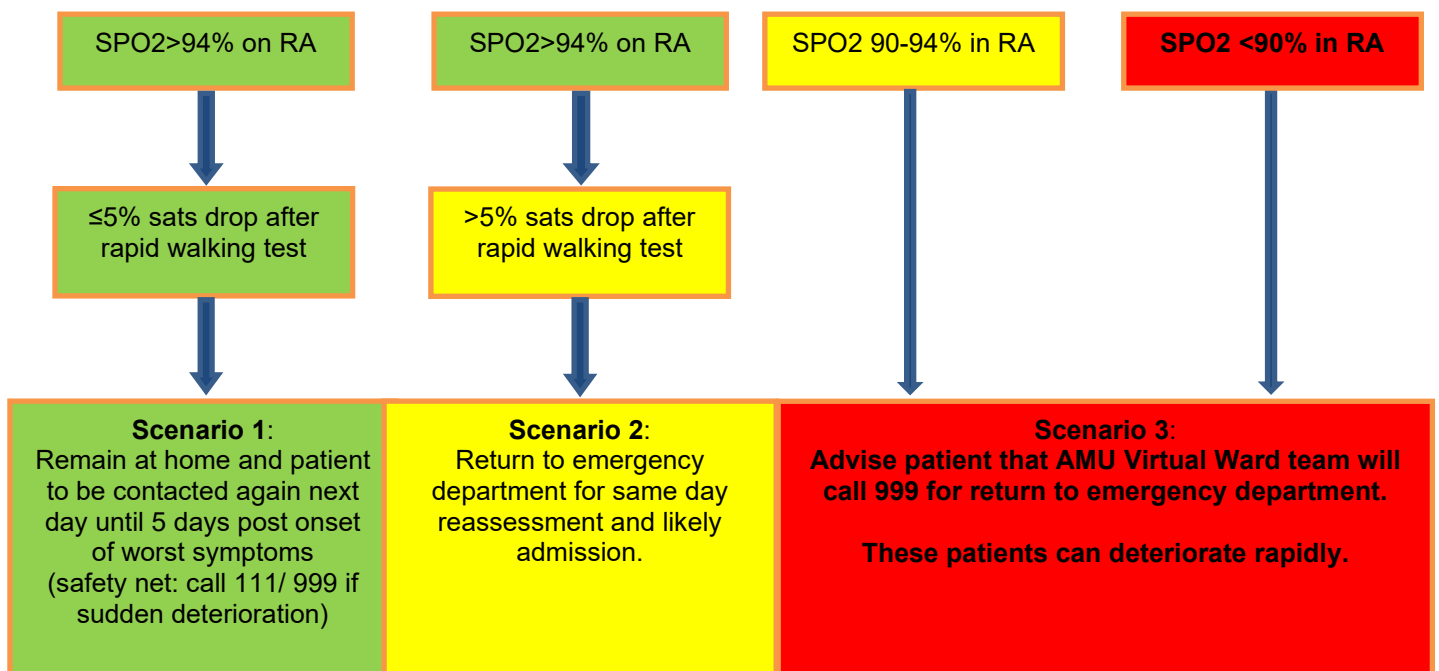 SPO2>94% on RA
SPO2>94% on RA
SPO2 90-94% in RA
SPO2 <90% in RA
≤5% sats drop after
rapid walking test
>5% sats drop after
rapid walking test
Scenario 1:
Remain at home and patient
to be contacted again next
day until 5 days post onset
of worst symptoms
(safety net: call 111/ 999 if
sudden deterioration)
Scenario 2:
Return to emergency
department for same day
reassessment and likely
admission.
Scenario 3:
Advise patient that AMU Virtual Ward team will
call 999 for return to emergency department.
These patients can deteriorate rapidly.